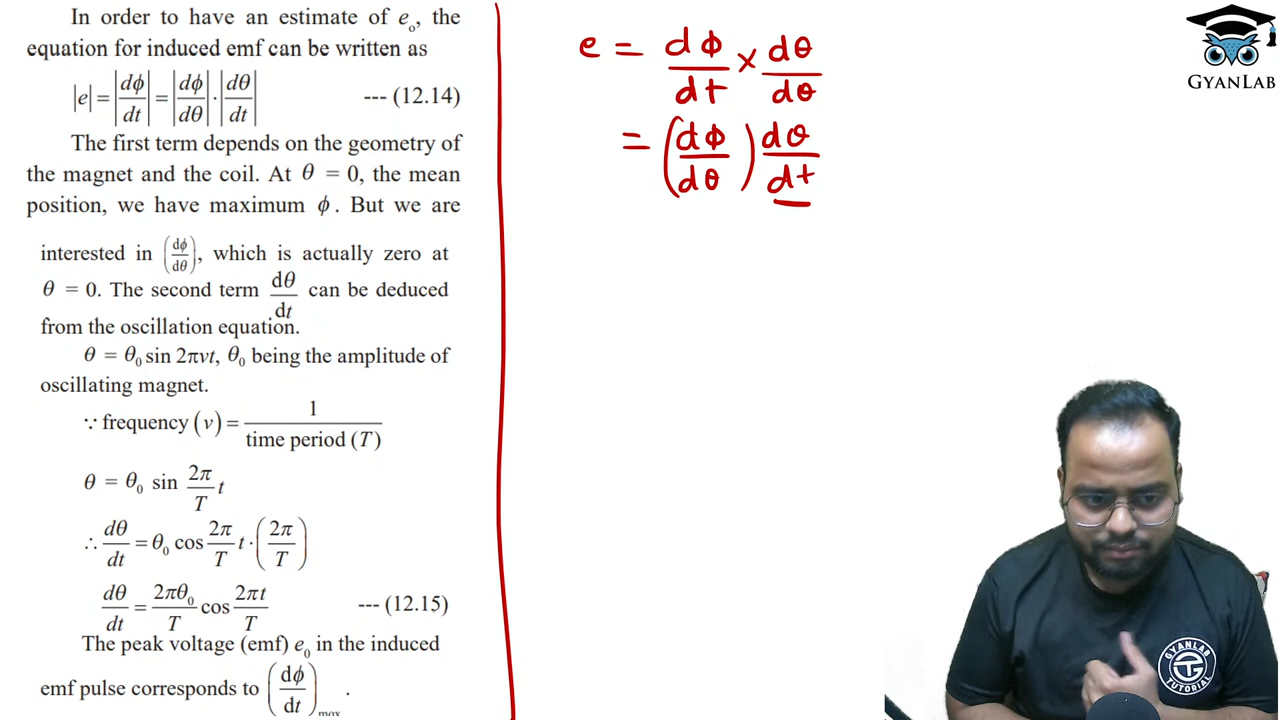 In order to have an estimate of e₀, the
equation for induced emf can be written as
|e| = |dϕ/dt| = |dϕ/dθ| · |dθ/dt| --- (12.14)
The first term depends on the geometry of
the magnet and the coil. At θ = 0, the mean
position, we have maximum ϕ. But we are
interested in (dϕ/dθ), which is actually zero at
θ = 0. The second term dθ/dt can be deduced
from the oscillation equation.
θ = θ₀ sin 2πνt, θ₀ being the amplitude of
oscillating magnet.
∵ frequency (ν) = 1/time period (T)
θ = θ₀ sin 2π/T t
∴ dθ/dt = θ₀ cos 2π/T t · (2π/T)
dθ/dt = 2πθ₀/T cos 2πt/T --- (12.15)
The peak voltage (emf) e₀ in the induced
emf pulse corresponds to (dϕ/dt)max .
e = dϕ/dt × dθ/dθ
= (dϕ/dθ) dθ/dt
GYANLAB
GYANLAB
TUTORIAL